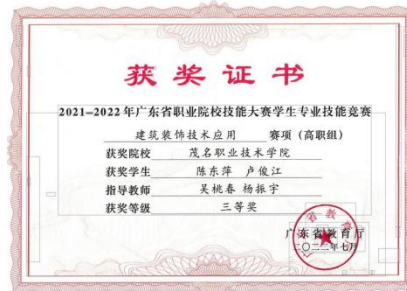 获奖证书
2021-2022年广东省职业院校技能大赛学生专业技能竞赛
建筑装饰技术应用 赛项（高职组）
获奖院校 茂名职业技术学院
获奖学生 陈东萍 卢俊江
指导教师 吴桃春 杨振宇
获奖等级 三等奖
广东省教育厅
二〇二二年七月